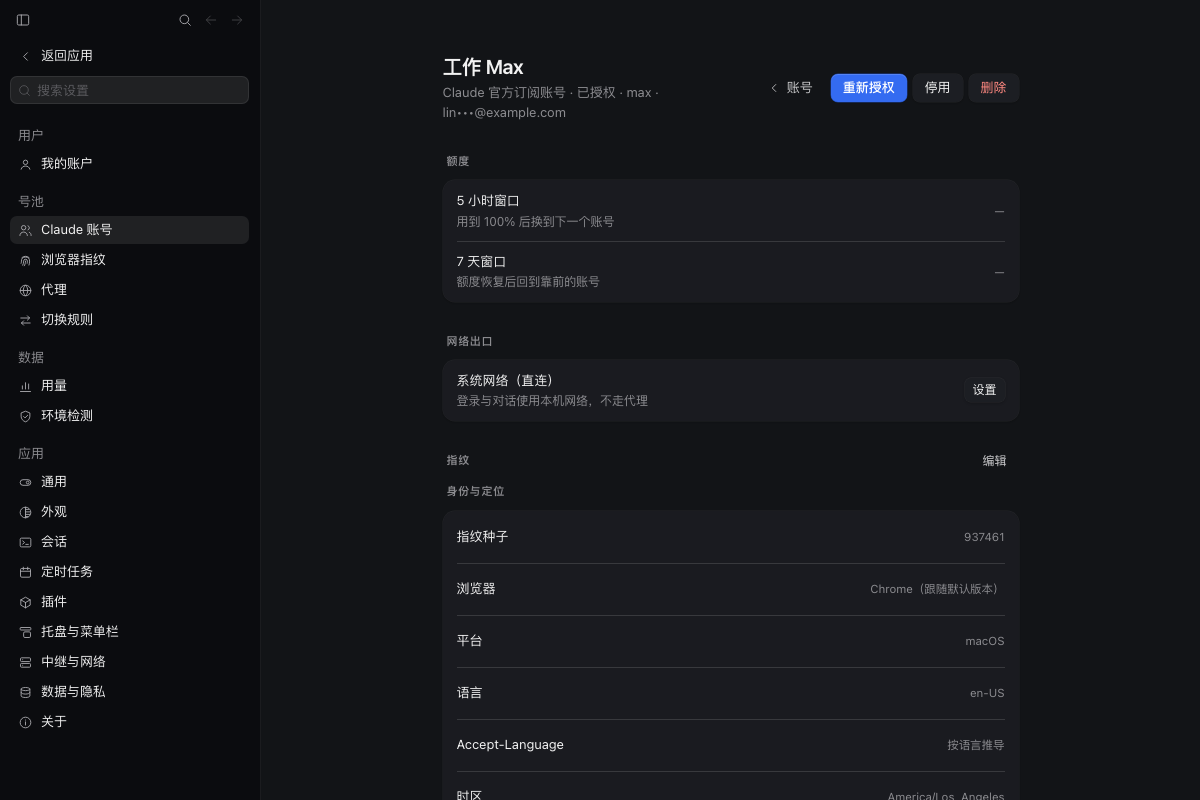 返回应用
搜索设置
用户
我的账户
号池
Claude 账号
浏览器指纹
代理
切换规则
数据
用量
环境检测
应用
通用
外观
会话
定时任务
插件
托盘与菜单栏
中继与网络
数据与隐私
关于
工作 Max
Claude 官方订阅账号 · 已授权 · max ·
lin•••@example.com
账号
重新授权
停用
删除
额度
5 小时窗口
用到 100% 后换到下一个账号
—
7 天窗口
额度恢复后回到靠前的账号
—
网络出口
系统网络（直连）
登录与对话使用本机网络，不走代理
设置
指纹
编辑
身份与定位
指纹种子
937461
浏览器
Chrome（跟随默认版本）
平台
macOS
语言
en-US
Accept-Language
按语言推导
时区
America/Los_Angeles